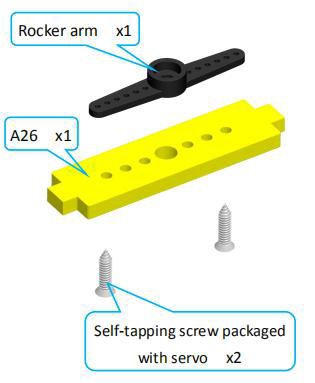 Rocker arm x1
A26 x1
Self-tapping screw packaged
with servo x2